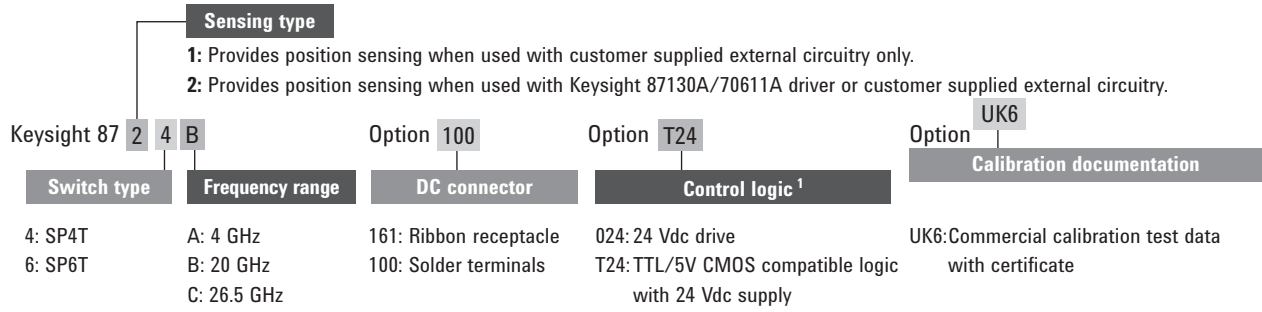 Sensing type
1: Provides position sensing when used with customer supplied external circuitry only.
2: Provides position sensing when used with Keysight 87130A/70611A driver or customer supplied external circuitry.
Keysight 87 2 4 B
Option 100
Option T24
Option UK6
Switch type
4: SP4T
6: SP6T
Frequency range
A: 4 GHz
B: 20 GHz
C: 26.5 GHz
DC connector
161: Ribbon receptacle
100: Solder terminals
Control logic 1
024: 24 Vdc drive
T24: TTL/5V CMOS compatible logic
with 24 Vdc supply
Calibration documentation
UK6:Commercial calibration test data
with certificate